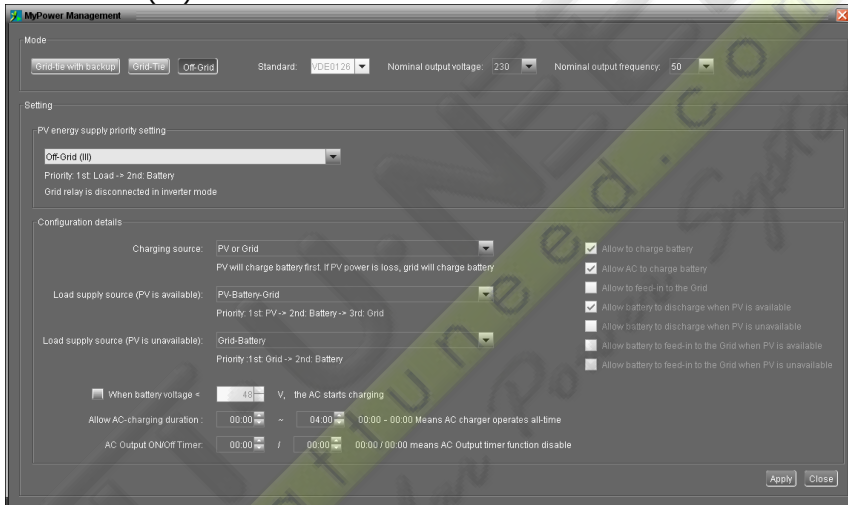 MyPower Management
Mode
Grid-tie with backup Grid-Tie Off-Grid Standard: VDE0126 Nominal output voltage: 230 Nominal output frequency: 50
Setting
PV energy supply priority setting
Off-Grid (III)
Priority: 1st: Load -> 2nd: Battery
Grid relay is disconnected in inverter mode
Configuration details
Charging source: PV or Grid
PV will charge battery first. If PV power is loss, grid will charge battery
Load supply source (PV is available): PV-Battery-Grid
Priority: 1st: PV-> 2nd: Battery-> 3rd: Grid
Load supply source (PV is unavailable): Grid-Battery
Priority :1st: Grid -> 2nd: Battery
Allow to charge battery
Allow AC to charge battery
Allow to feed-in to the Grid
Allow battery to discharge when PV is available
Allow battery to discharge when PV is unavailable
Allow battery to feed-in to the Grid when PV is available
Allow battery to feed-in to the Grid when PV is unavailable
When battery voltage < 48 V, the AC starts charging
Allow AC-charging duration : 00:00 ~ 04:00 00:00 - 00:00 Means AC charger operates all-time
AC Output ON/Off Timer: 00:00 / 00:00 00:00 / 00:00 means AC Output timer function disable
Apply Close